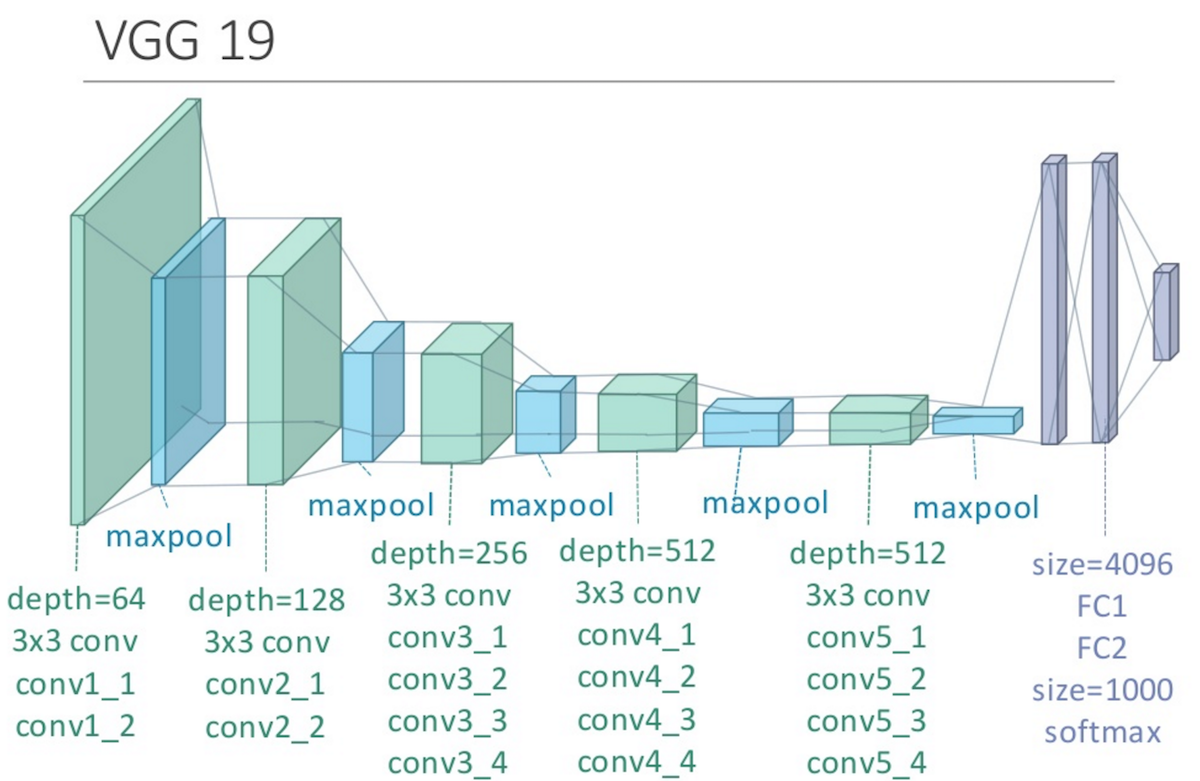 VGG 19
maxpool
maxpool
maxpool
maxpool
maxpool
depth=64
3x3 conv
conv1_1
conv1_2
depth=128
3x3 conv
conv2_1
conv2_2
depth=256
3x3 conv
conv3_1
conv3_2
conv3_3
conv3_4
depth=512
3x3 conv
conv4_1
conv4_2
conv4_3
conv4_4
depth=512
3x3 conv
conv5_1
conv5_2
conv5_3
conv5_4
size=4096
FC1
FC2
size=1000
softmax